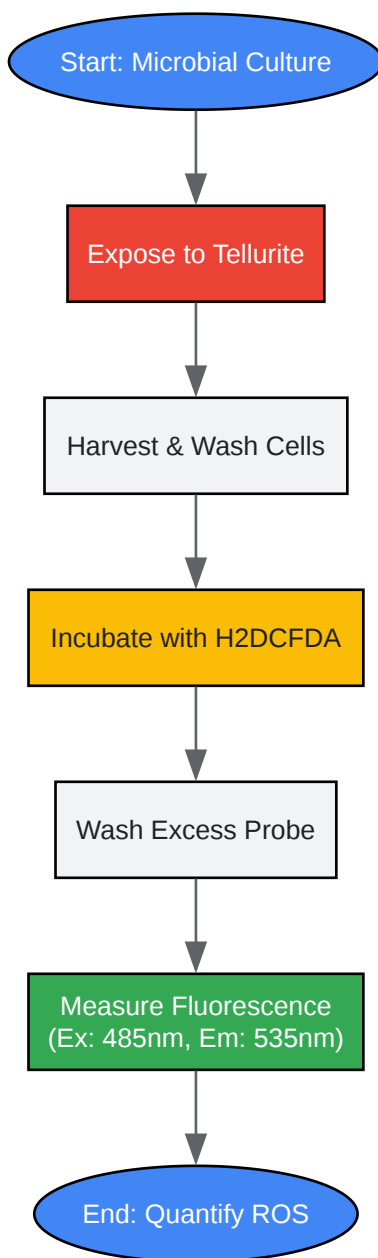 Start: Microbial Culture
Expose to Tellurite
Harvest & Wash Cells
Incubate with H2DCFDA
Wash Excess Probe
Measure Fluorescence
(Ex: 485nm, Em: 535nm)
End: Quantify ROS